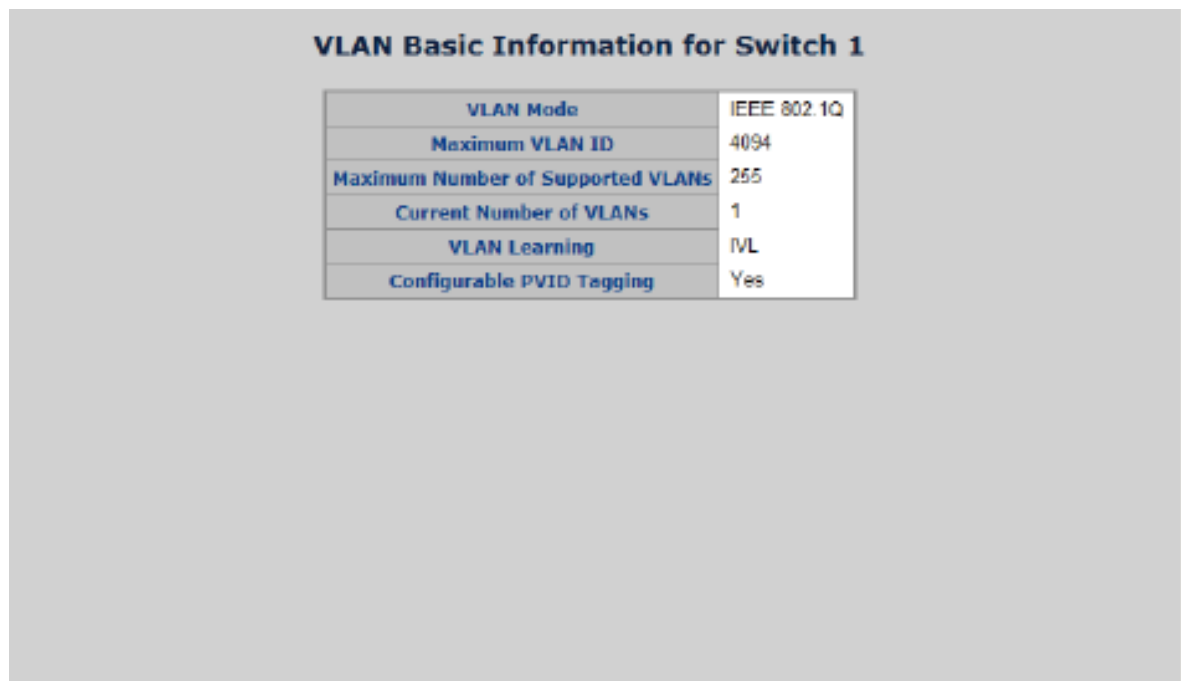 VLAN Basic Information for Switch 1
VLAN Mode IEEE 802.1Q
Maximum VLAN ID 4094
Maximum Number of Supported VLANs 255
Current Number of VLANs 1
VLAN Learning IVL
Configurable PVID Tagging Yes